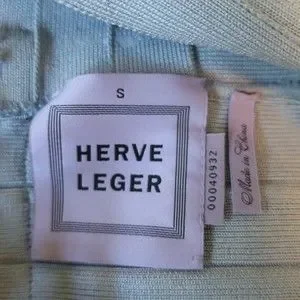 S
HERVE
LEGER
00040932
Made in China